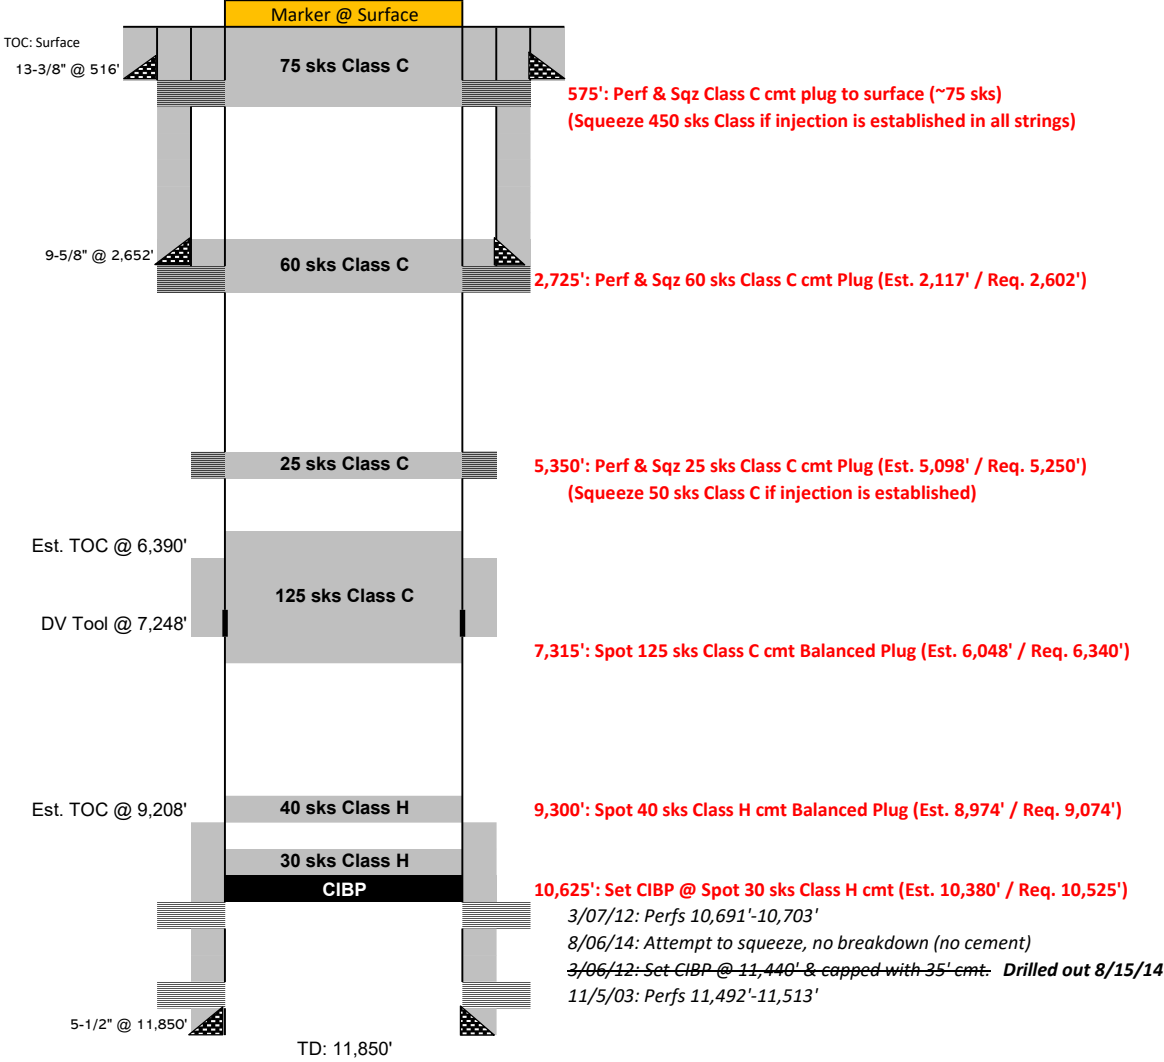 Marker @ Surface
TOC: Surface
13-3/8" @ 516'
75 sks Class C
575': Perf & Sqz Class C cmt plug to surface (~75 sks)
(Squeeze 450 sks Class if injection is established in all strings)
9-5/8" @ 2,652'
60 sks Class C
2,725': Perf & Sqz 60 sks Class C cmt Plug (Est. 2,117' / Req. 2,602')
25 sks Class C
5,350': Perf & Sqz 25 sks Class C cmt Plug (Est. 5,098' / Req. 5,250')
(Squeeze 50 sks Class C if injection is established)
Est. TOC @ 6,390'
125 sks Class C
DV Tool @ 7,248'
7,315': Spot 125 sks Class C cmt Balanced Plug (Est. 6,048' / Req. 6,340')
Est. TOC @ 9,208'
40 sks Class H
9,300': Spot 40 sks Class H cmt Balanced Plug (Est. 8,974' / Req. 9,074')
30 sks Class H
CIBP
10,625': Set CIBP @ Spot 30 sks Class H cmt (Est. 10,380' / Req. 10,525')
3/07/12: Perfs 10,691'-10,703'
8/06/14: Attempt to squeeze, no breakdown (no cement)
3/06/12: Set CIBP @ 11,440' & capped with 35' cmt. Drilled out 8/15/14
11/5/03: Perfs 11,492'-11,513'
5-1/2" @ 11,850'
TD: 11,850'